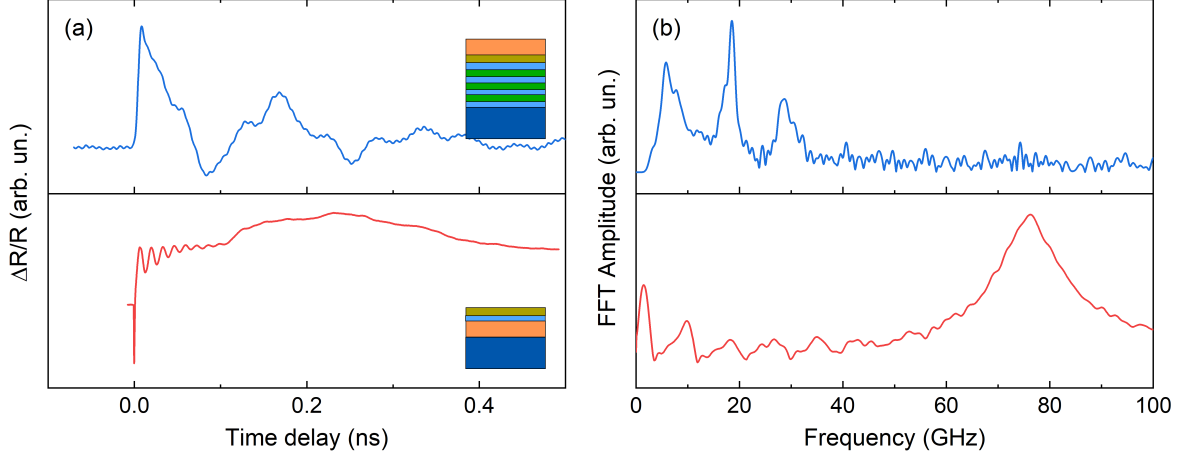 (a)
ΔR/R (arb. un.)
0.0 0.2 0.4
Time delay (ns)
(b)
FFT Amplitude (arb. un.)
0 20 40 60 80 100
Frequency (GHz)